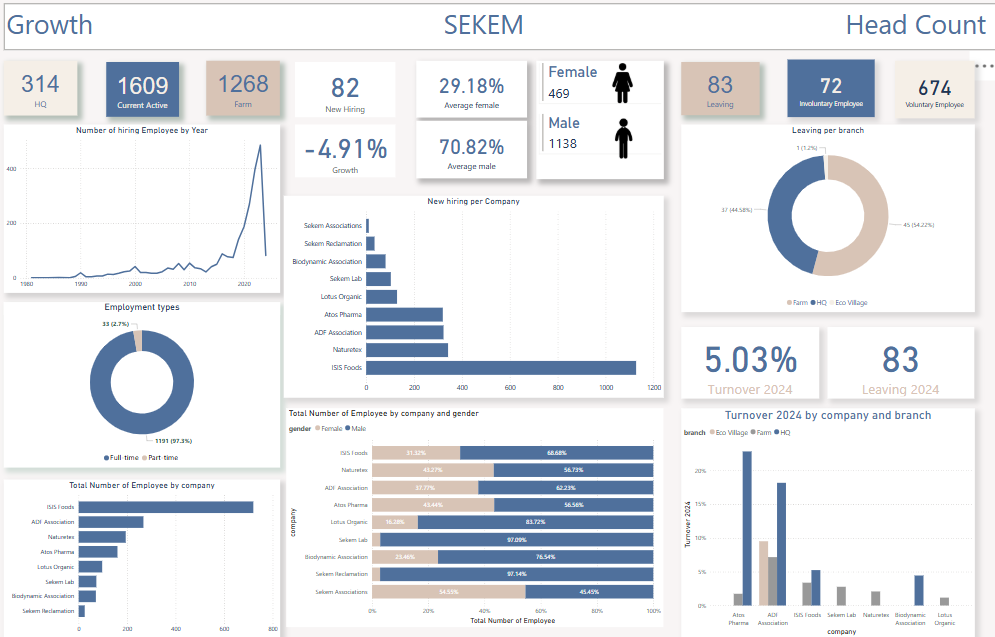 Growth
SEKEM
Head Count
314
HQ
1609
Current Active
1268
Farm
82
New Hiring
-4.91%
Growth
29.18%
Average female
70.82%
Average male
Female
469
Male
1138
83
Leaving
72
Involuntary Employee
674
Voluntary Employee
Number of hiring Employee by Year
400
200
0
1980
1990
2000
2010
2020
Employment types
33 (2.7%)
1191 (97.3%)
Full-time
Part-time
Total Number of Employee by company
ISIS Foods
ADF Association
Naturetex
Atos Pharma
Lotus Organic
Sekem Lab
Biodynamic Association
Sekem Reclamation
0
200
400
600
800
New hiring per Company
Sekem Associations
Sekem Reclamation
Biodynamic Association
Sekem Lab
Lotus Organic
Atos Pharma
ADF Association
Naturetex
ISIS Foods
0
200
400
600
800
1000
1200
Total Number of Employee by company and gender
gender
Female
Male
company
ISIS Foods
31.32%
68.68%
Naturetex
43.27%
56.73%
ADF Association
37.77%
62.23%
Atos Pharma
43.44%
56.56%
Lotus Organic
16.28%
83.72%
Sekem Lab
97.09%
Biodynamic Association
23.46%
76.54%
Sekem Reclamation
97.14%
Sekem Associations
54.55%
45.45%
0%
20%
40%
60%
80%
100%
Total Number of Employee
Leaving per branch
1 (1.2%)
37 (44.58%)
45 (54.22%)
Farm
HQ
Eco Village
5.03%
Turnover 2024
83
Leaving 2024
Turnover 2024 by company and branch
branch
Eco Village
Farm
HQ
Turnover 2024
20%
15%
10%
5%
0%
Atos
Pharma
ADF
Association
ISIS Foods
Sekem Lab
Naturetex
Biodynamic
Association
Lotus
Organic
company